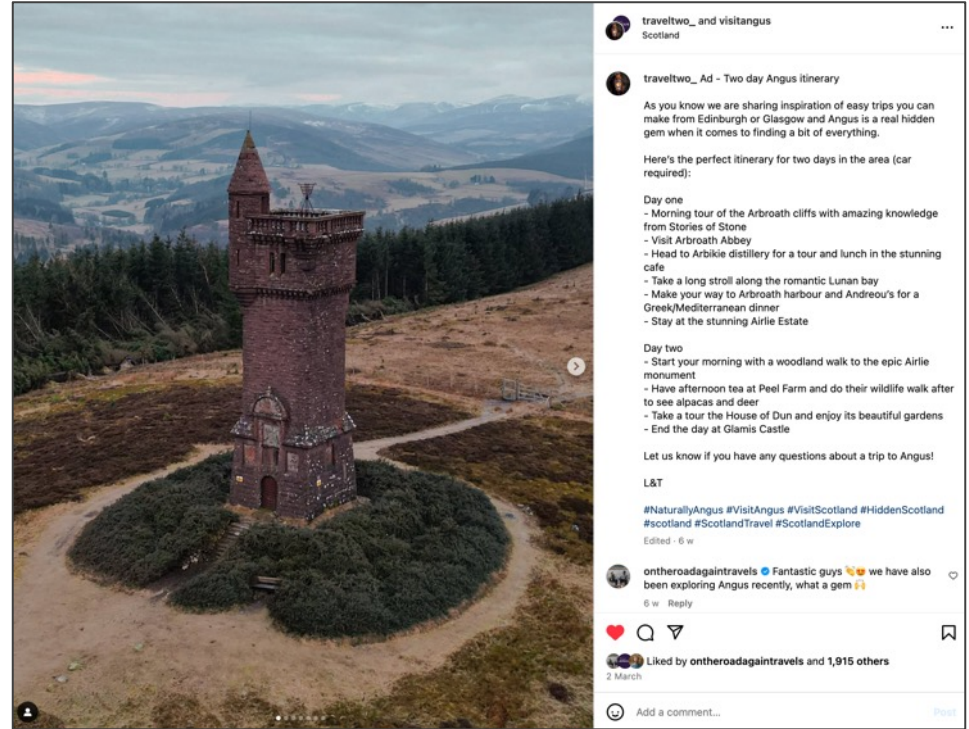 traveltwo_ and visitangus
Scotland
traveltwo_ Ad - Two day Angus itinerary
As you know we are sharing inspiration of easy trips you can
make from Edinburgh or Glasgow and Angus is a real hidden
gem when it comes to finding a bit of everything.
Here's the perfect itinerary for two days in the area (car
required):
Day one
- Morning tour of the Arbroath cliffs with amazing knowledge
from Stories of Stone
- Visit Arbroath Abbey
- Head to Arbikie distillery for a tour and lunch in the stunning
cafe
- Take a long stroll along the romantic Lunan bay
- Make your way to Arbroath harbour and Andreou's for a
Greek/Mediterranean dinner
- Stay at the stunning Airlie Estate
Day two
- Start your morning with a woodland walk to the epic Airlie
monument
- Have afternoon tea at Peel Farm and do their wildlife walk after
to see alpacas and deer
- Take a tour the House of Dun and enjoy its beautiful gardens
- End the day at Glamis Castle
Let us know if you have any questions about a trip to Angus!
L&T
#NaturallyAngus #VisitAngus #VisitScotland #HiddenScotland
#scotland #ScotlandTravel #ScotlandExplore
Edited · 6 w
ontheroadagaintravels Fantastic guys 👏😍 we have also
been exploring Angus recently, what a gem 🙌
6 w Reply
Liked by ontheroadagaintravels and 1,915 others
2 March
Add a comment...
Post